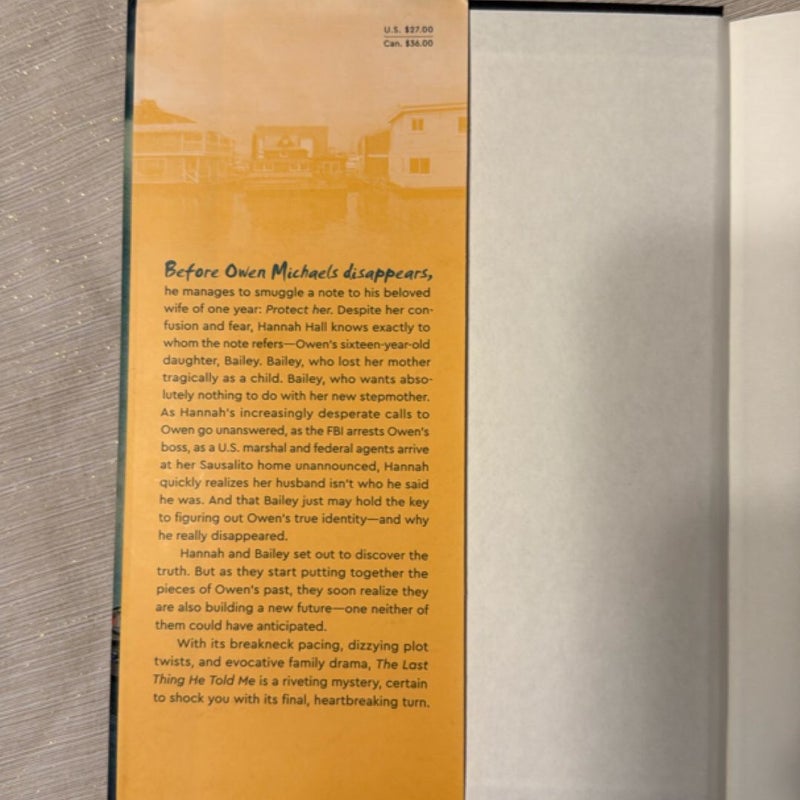 U.S. $27.00
Can. $36.00
Before Owen Michaels disappears,
he manages to smuggle a note to his beloved
wife of one year: Protect her. Despite her con-
fusion and fear, Hannah Hall knows exactly to
whom the note refers—Owen's sixteen-year-old
daughter, Bailey. Bailey, who lost her mother
tragically as a child. Bailey, who wants abso-
lutely nothing to do with her new stepmother.
As Hannah's increasingly desperate calls to
Owen go unanswered, as the FBI arrests Owen's
boss, as a U.S. marshal and federal agents arrive
at her Sausalito home unannounced, Hannah
quickly realizes her husband isn't who he said
he was. And that Bailey just may hold the key
to figuring out Owen's true identity—and why
he really disappeared.
Hannah and Bailey set out to discover the
truth. But as they start putting together the
pieces of Owen's past, they soon realize they
are also building a new future—one neither of
them could have anticipated.
With its breakneck pacing, dizzying plot
twists, and evocative family drama, The Last
Thing He Told Me is a riveting mystery, certain
to shock you with its final, heartbreaking turn.